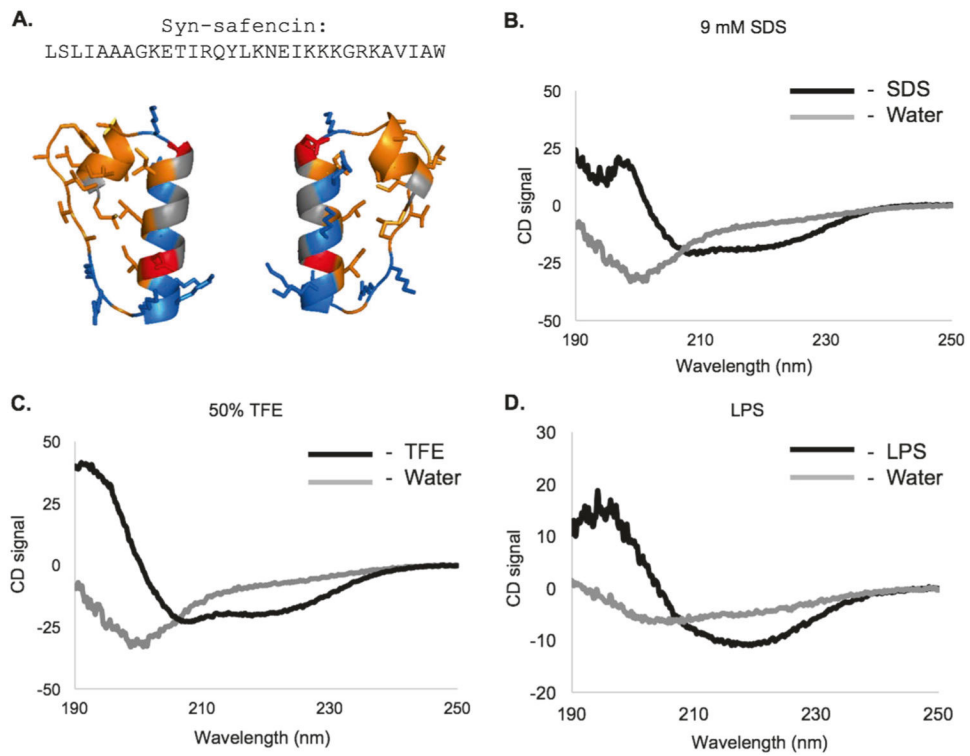 A.
Syn-safencin:
LSLIAAAGKETIRQYLKNEIKKKGRKAVIAW
B.
9 mM SDS
- SDS
- Water
50
25
0
-25
-50
CD signal
190
210
230
250
Wavelength (nm)
C.
50% TFE
- TFE
- Water
50
25
0
-25
-50
CD signal
190
210
230
250
Wavelength (nm)
D.
LPS
- LPS
- Water
30
20
10
0
-10
-20
CD signal
190
210
230
250
Wavelength (nm)